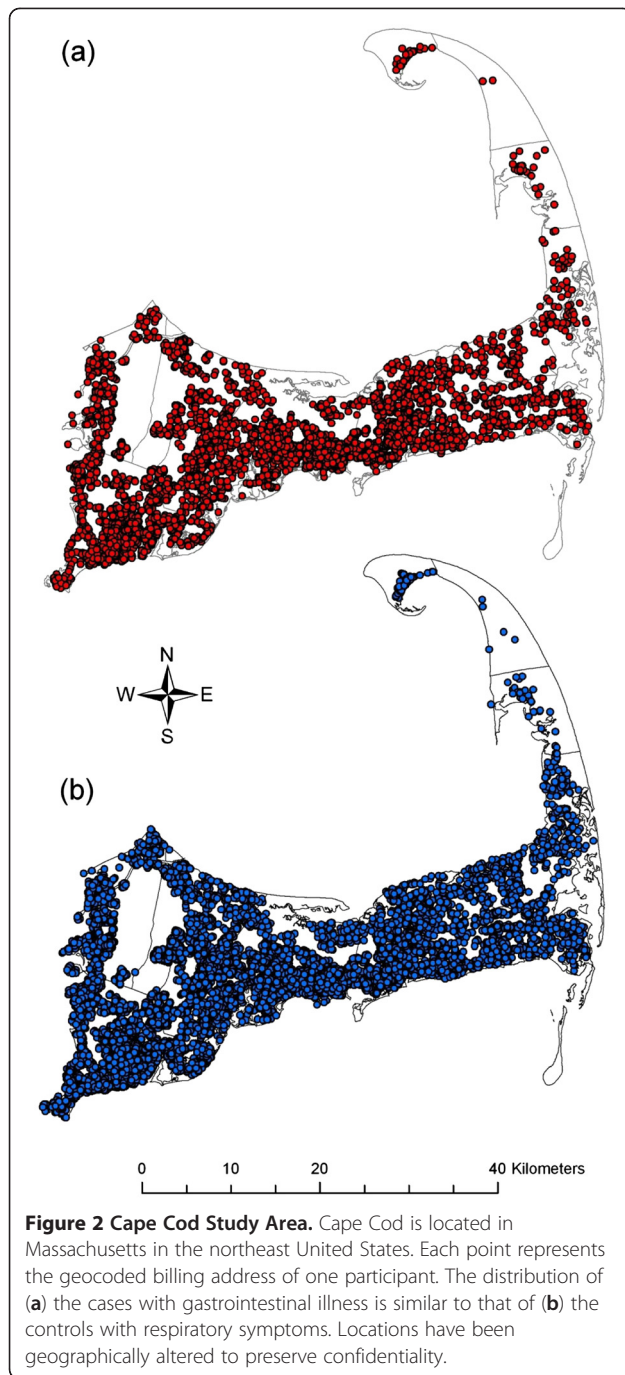 (a)
N
W E
S
(b)
0 10 20 40 Kilometers
Figure 2 Cape Cod Study Area. Cape Cod is located in
Massachusetts in the northeast United States. Each point represents
the geocoded billing address of one participant. The distribution of
(a) the cases with gastrointestinal illness is similar to that of (b) the
controls with respiratory symptoms. Locations have been
geographically altered to preserve confidentiality.